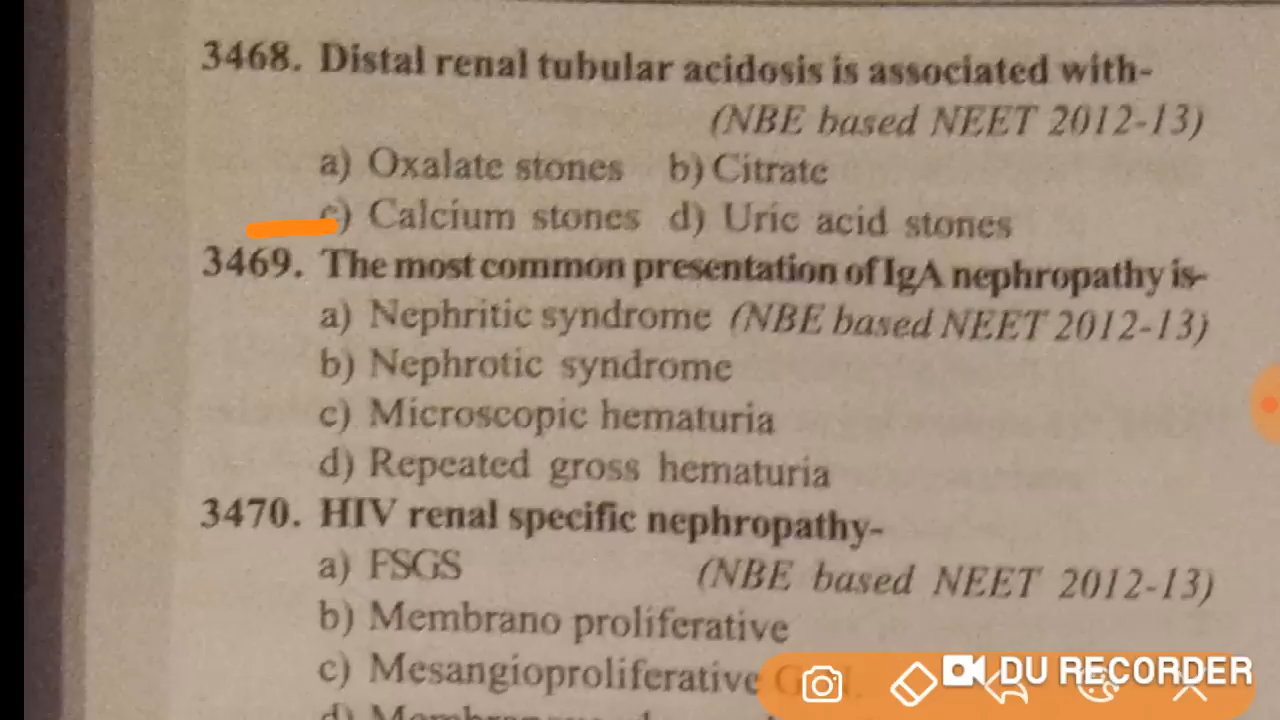 3468. Distal renal tubular acidosis is associated with-
(NBE based NEET 2012-13)
a) Oxalate stones b) Citrate
c) Calcium stones d) Uric acid stones
3469. The most common presentation of IgA nephropathy is-
a) Nephritic syndrome (NBE based NEET 2012-13)
b) Nephrotic syndrome
c) Microscopic hematuria
d) Repeated gross hematuria
3470. HIV renal specific nephropathy-
a) FSGS (NBE based NEET 2012-13)
b) Membrano proliferative
c) Mesangioproliferative
DU RECORDER